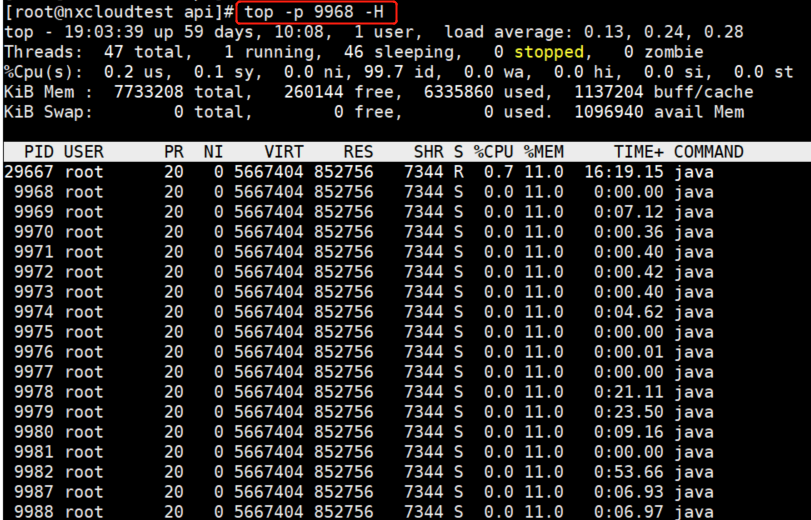 [root@nxcloudtest api]# top -p 9968 -H
top - 19:03:39 up 59 days, 10:08,  1 user,  load average: 0.13, 0.24, 0.28
Threads:  47 total,   1 running,  46 sleeping,   0 stopped,   0 zombie
%Cpu(s):  0.2 us,  0.1 sy,  0.0 ni, 99.7 id,  0.0 wa,  0.0 hi,  0.0 si,  0.0 st
KiB Mem :  7733208 total,   260144 free,  6335860 used,  1137204 buff/cache
KiB Swap:        0 total,        0 free,        0 used.  1096940 avail Mem
PID USER      PR  NI    VIRT    RES    SHR S %CPU %MEM     TIME+ COMMAND
29667 root      20   0 5667404 852756   7344 R  0.7 11.0  16:19.15 java
9968 root      20   0 5667404 852756   7344 S  0.0 11.0   0:00.00 java
9969 root      20   0 5667404 852756   7344 S  0.0 11.0   0:07.12 java
9970 root      20   0 5667404 852756   7344 S  0.0 11.0   0:00.36 java
9971 root      20   0 5667404 852756   7344 S  0.0 11.0   0:00.40 java
9972 root      20   0 5667404 852756   7344 S  0.0 11.0   0:00.42 java
9973 root      20   0 5667404 852756   7344 S  0.0 11.0   0:00.40 java
9974 root      20   0 5667404 852756   7344 S  0.0 11.0   0:04.62 java
9975 root      20   0 5667404 852756   7344 S  0.0 11.0   0:00.00 java
9976 root      20   0 5667404 852756   7344 S  0.0 11.0   0:00.01 java
9977 root      20   0 5667404 852756   7344 S  0.0 11.0   0:00.00 java
9978 root      20   0 5667404 852756   7344 S  0.0 11.0   0:21.11 java
9979 root      20   0 5667404 852756   7344 S  0.0 11.0   0:23.50 java
9980 root      20   0 5667404 852756   7344 S  0.0 11.0   0:09.16 java
9981 root      20   0 5667404 852756   7344 S  0.0 11.0   0:00.00 java
9982 root      20   0 5667404 852756   7344 S  0.0 11.0   0:53.66 java
9987 root      20   0 5667404 852756   7344 S  0.0 11.0   0:06.93 java
9988 root      20   0 5667404 852756   7344 S  0.0 11.0   0:06.97 java